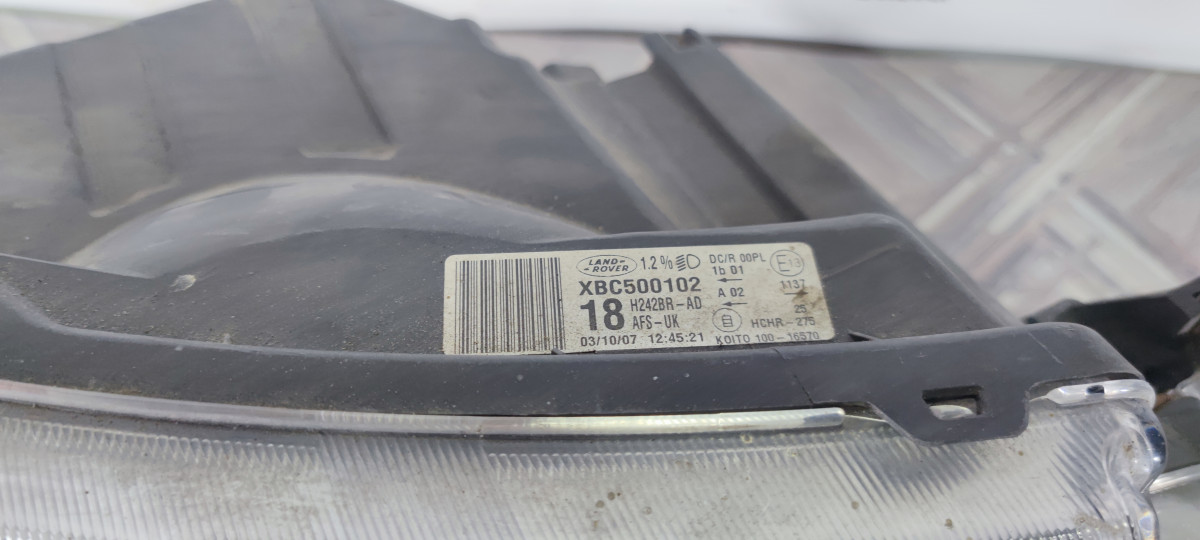 LAND-
-ROVER
1.2%
DC/R 00PL
1b 01
E13
XBC500102
1137
18
H242BR-AD
A 02
AFS-UK
25
HCHR-275
03/10/07 12:45:21
KOITO 100-16570